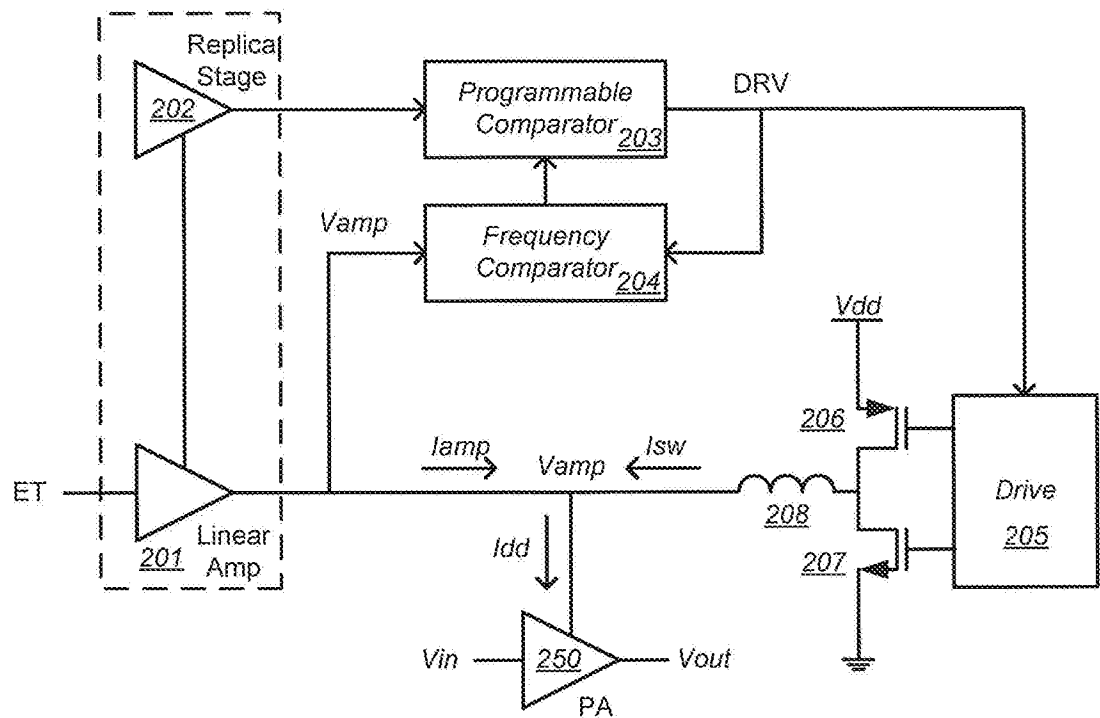 Replica
Stage
202
Programmable
Comparator
203
DRV
Vamp
Frequency
Comparator
204
Vdd
206
Iamp
Vamp
Isw
ET
208
Drive
205
201
Linear
Amp
Idd
207
Vin
250
Vout
PA